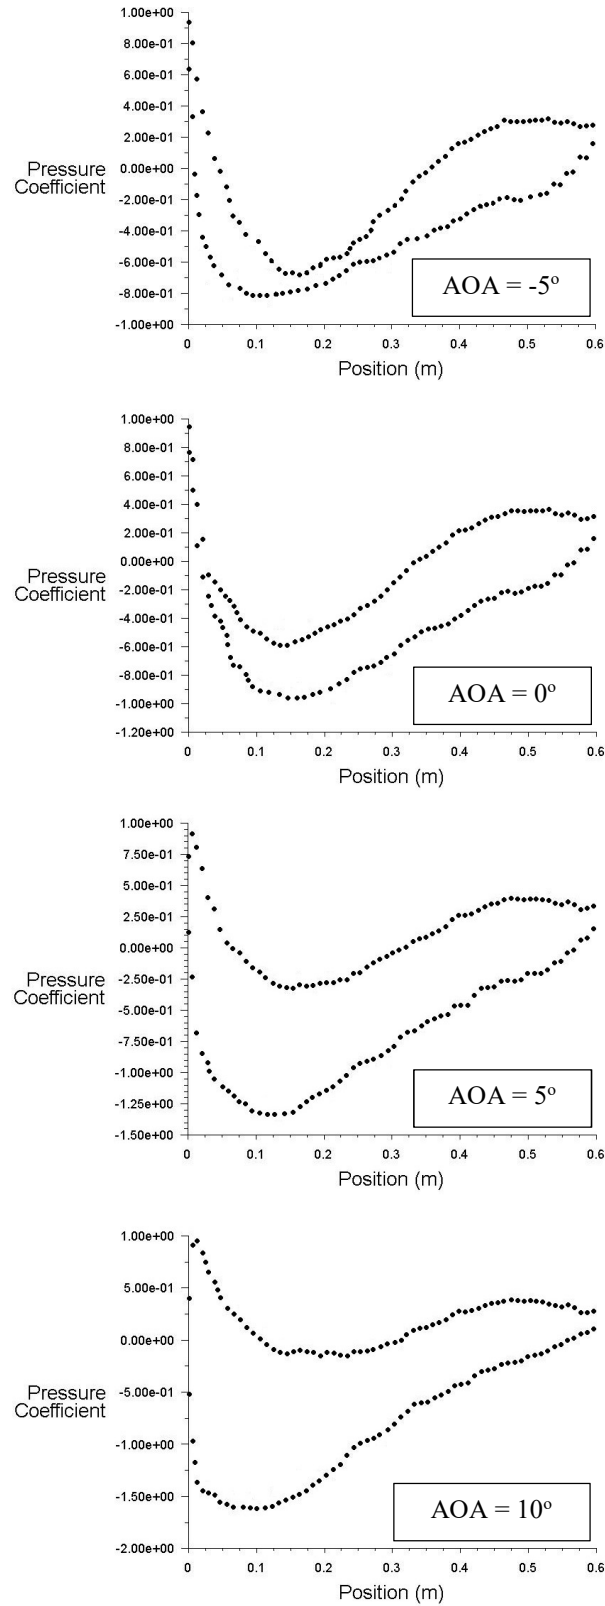 1.00e+00
8.00e-01
6.00e-01
4.00e-01
2.00e-01
0.00e+00
Pressure
Coefficient
-2.00e-01
-4.00e-01
-6.00e-01
-8.00e-01
-1.00e+00
AOA = -5º
0 0.1 0.2 0.3 0.4 0.5 0.6
Position (m)
1.00e+00
8.00e-01
6.00e-01
4.00e-01
2.00e-01
0.00e+00
Pressure
Coefficient
-2.00e-01
-4.00e-01
-6.00e-01
-8.00e-01
-1.00e+00
-1.20e+00
AOA = 0º
0 0.1 0.2 0.3 0.4 0.5 0.6
Position (m)
1.00e+00
7.50e-01
5.00e-01
2.50e-01
0.00e+00
Pressure
Coefficient
-2.50e-01
-5.00e-01
-7.50e-01
-1.00e+00
-1.25e+00
-1.50e+00
AOA = 5º
0 0.1 0.2 0.3 0.4 0.5 0.6
Position (m)
1.00e+00
5.00e-01
0.00e+00
Pressure
Coefficient
-5.00e-01
-1.00e+00
-1.50e+00
-2.00e+00
AOA = 10º
0 0.1 0.2 0.3 0.4 0.5 0.6
Position (m)